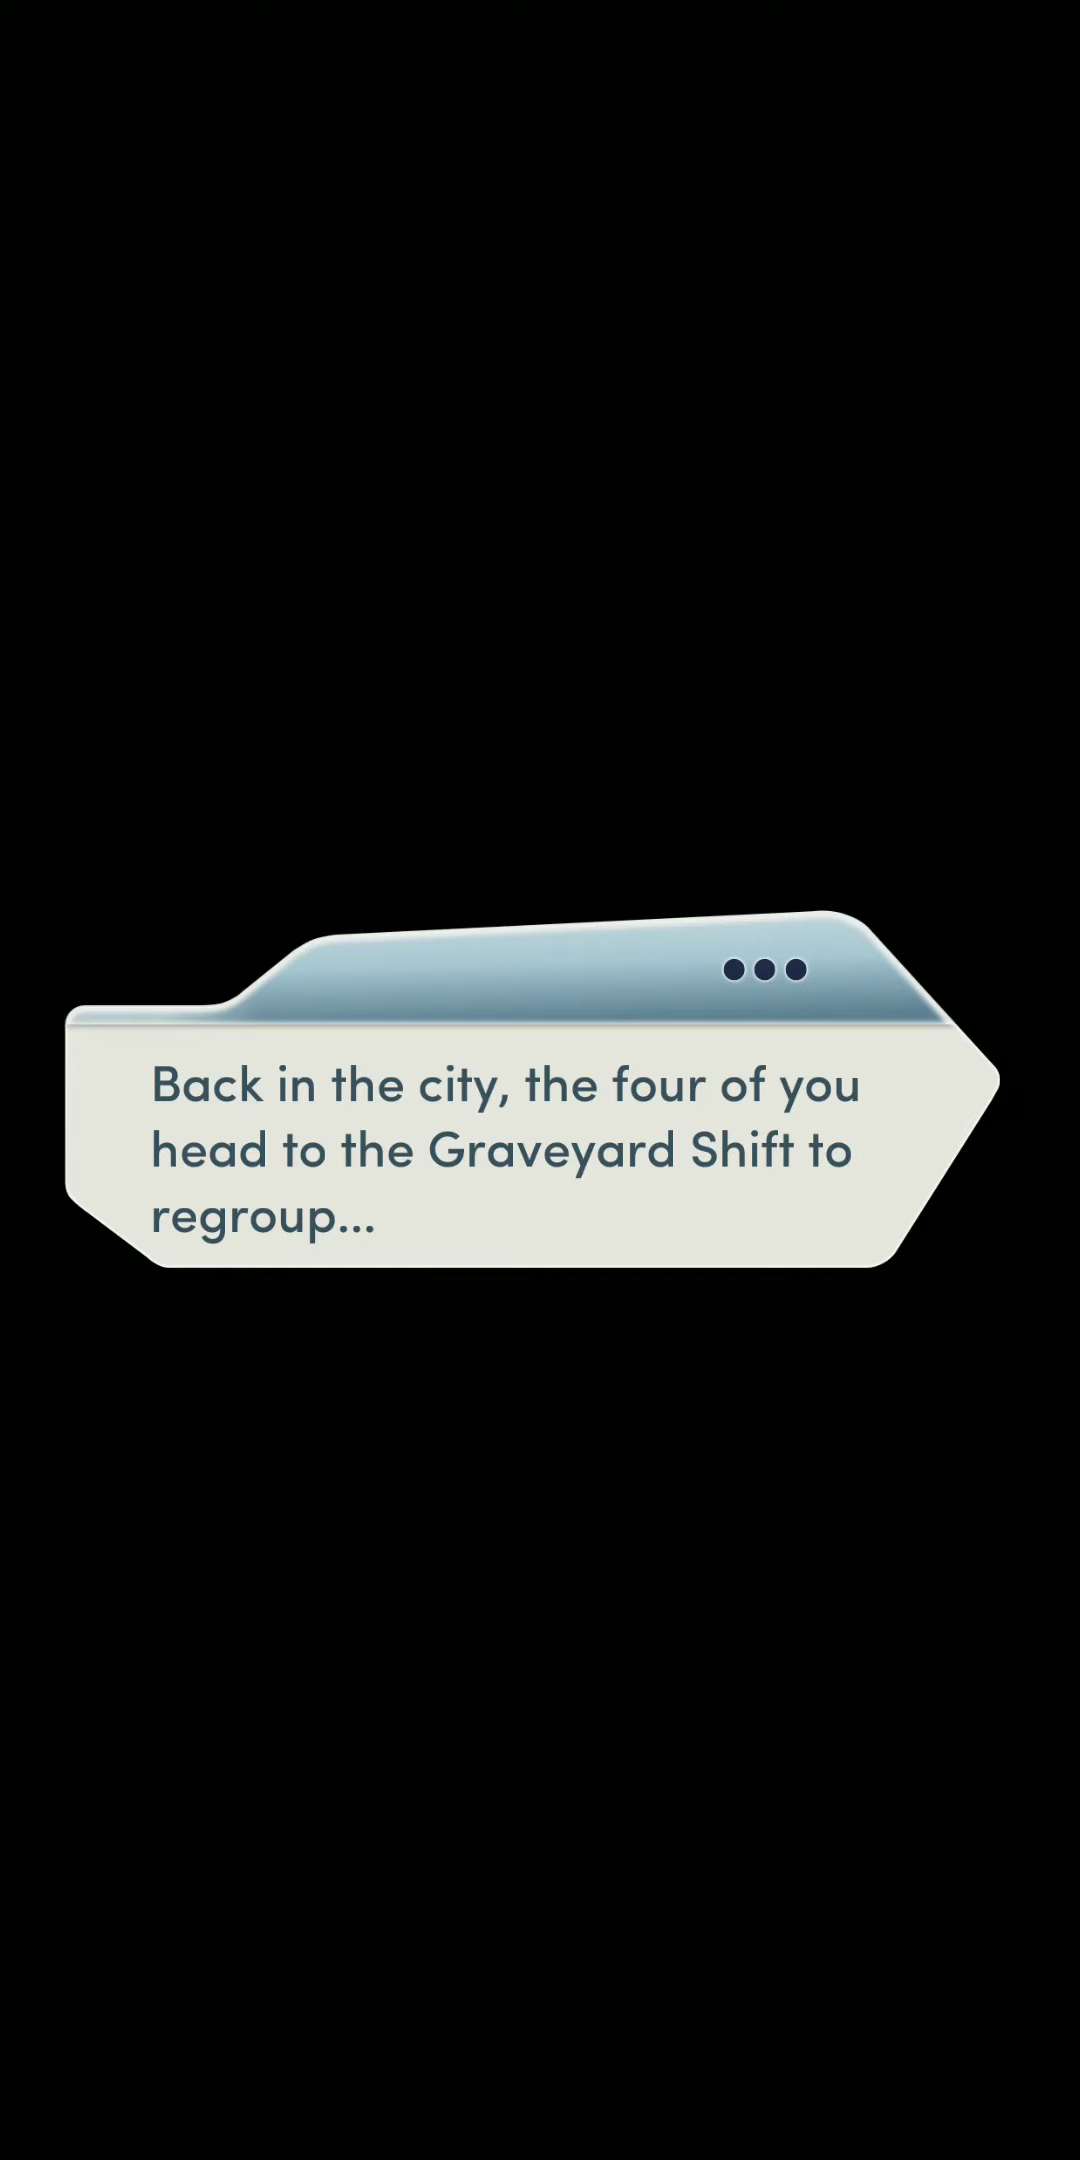 Back in the city, the four of you
head to the Graveyard Shift to
regroup...